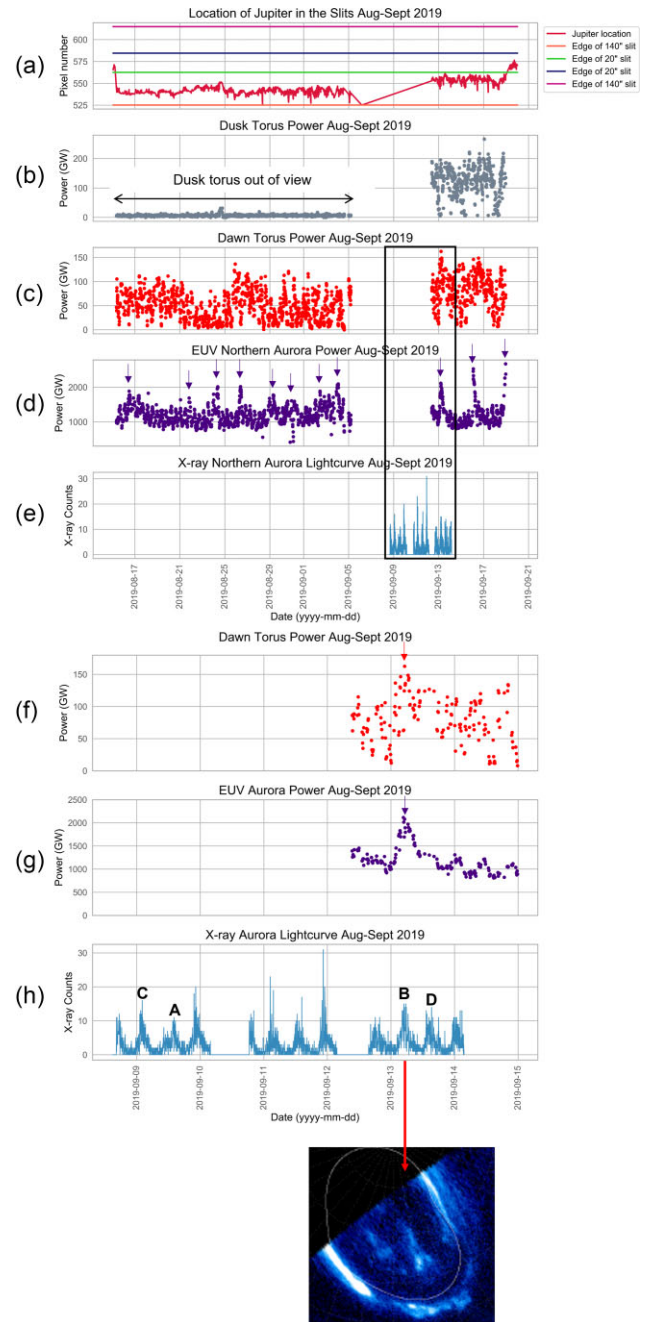 Location of Jupiter in the Slits Aug-Sept 2019
(a)
Pixel number
600
575
550
525
Jupiter location
Edge of 140" slit
Edge of 20" slit
Edge of 20" slit
Edge of 140" slit
Dusk Torus Power Aug-Sept 2019
(b)
Power (GW)
200
100
0
Dusk torus out of view
Dawn Torus Power Aug-Sept 2019
(c)
Power (GW)
150
100
50
0
EUV Northern Aurora Power Aug-Sept 2019
(d)
Power (GW)
2000
1000
X-ray Northern Aurora Lightcurve Aug-Sept 2019
(e)
X-ray Counts
30
20
10
0
2019-08-17
2019-08-21
2019-08-25
2019-08-29
2019-09-01
2019-09-05
2019-09-09
2019-09-13
2019-09-17
2019-09-21
Date (yyyy-mm-dd)
Dawn Torus Power Aug-Sept 2019
(f)
Power (GW)
150
100
50
0
EUV Aurora Power Aug-Sept 2019
(g)
Power (GW)
2500
2000
1500
1000
500
0
X-ray Aurora Lightcurve Aug-Sept 2019
(h)
X-ray Counts
30
20
10
0
C
A
B
D
2019-09-09
2019-09-10
2019-09-11
2019-09-12
2019-09-13
2019-09-14
2019-09-15
Date (yyyy-mm-dd)